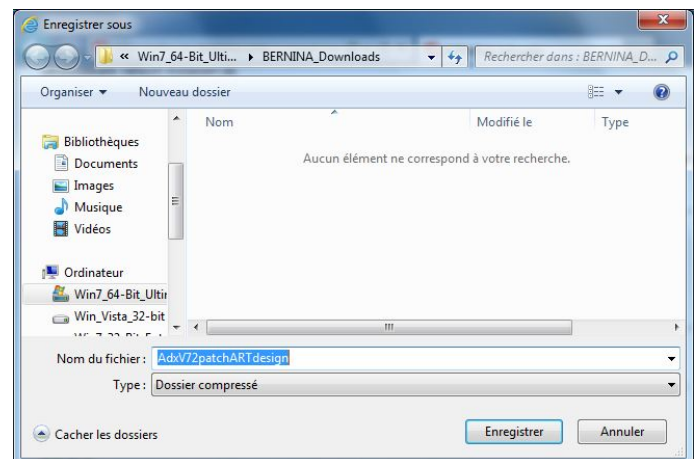 Enregistrer sous
« Win7_64-Bit_Ulti... ▸ BERNINA_Downloads Rechercher dans : BERNINA_D...
Organiser Nouveau dossier
Nom Modifié le Type
Aucun élément ne correspond à votre recherche.
Bibliothèques
Documents
Images
Musique
Vidéos
Ordinateur
Win7_64-Bit_Ultin
Win_Vista_32-bit
Nom du fichier : AdxV72patchARTdesign
Type : Dossier compressé
Cacher les dossiers Enregistrer Annuler